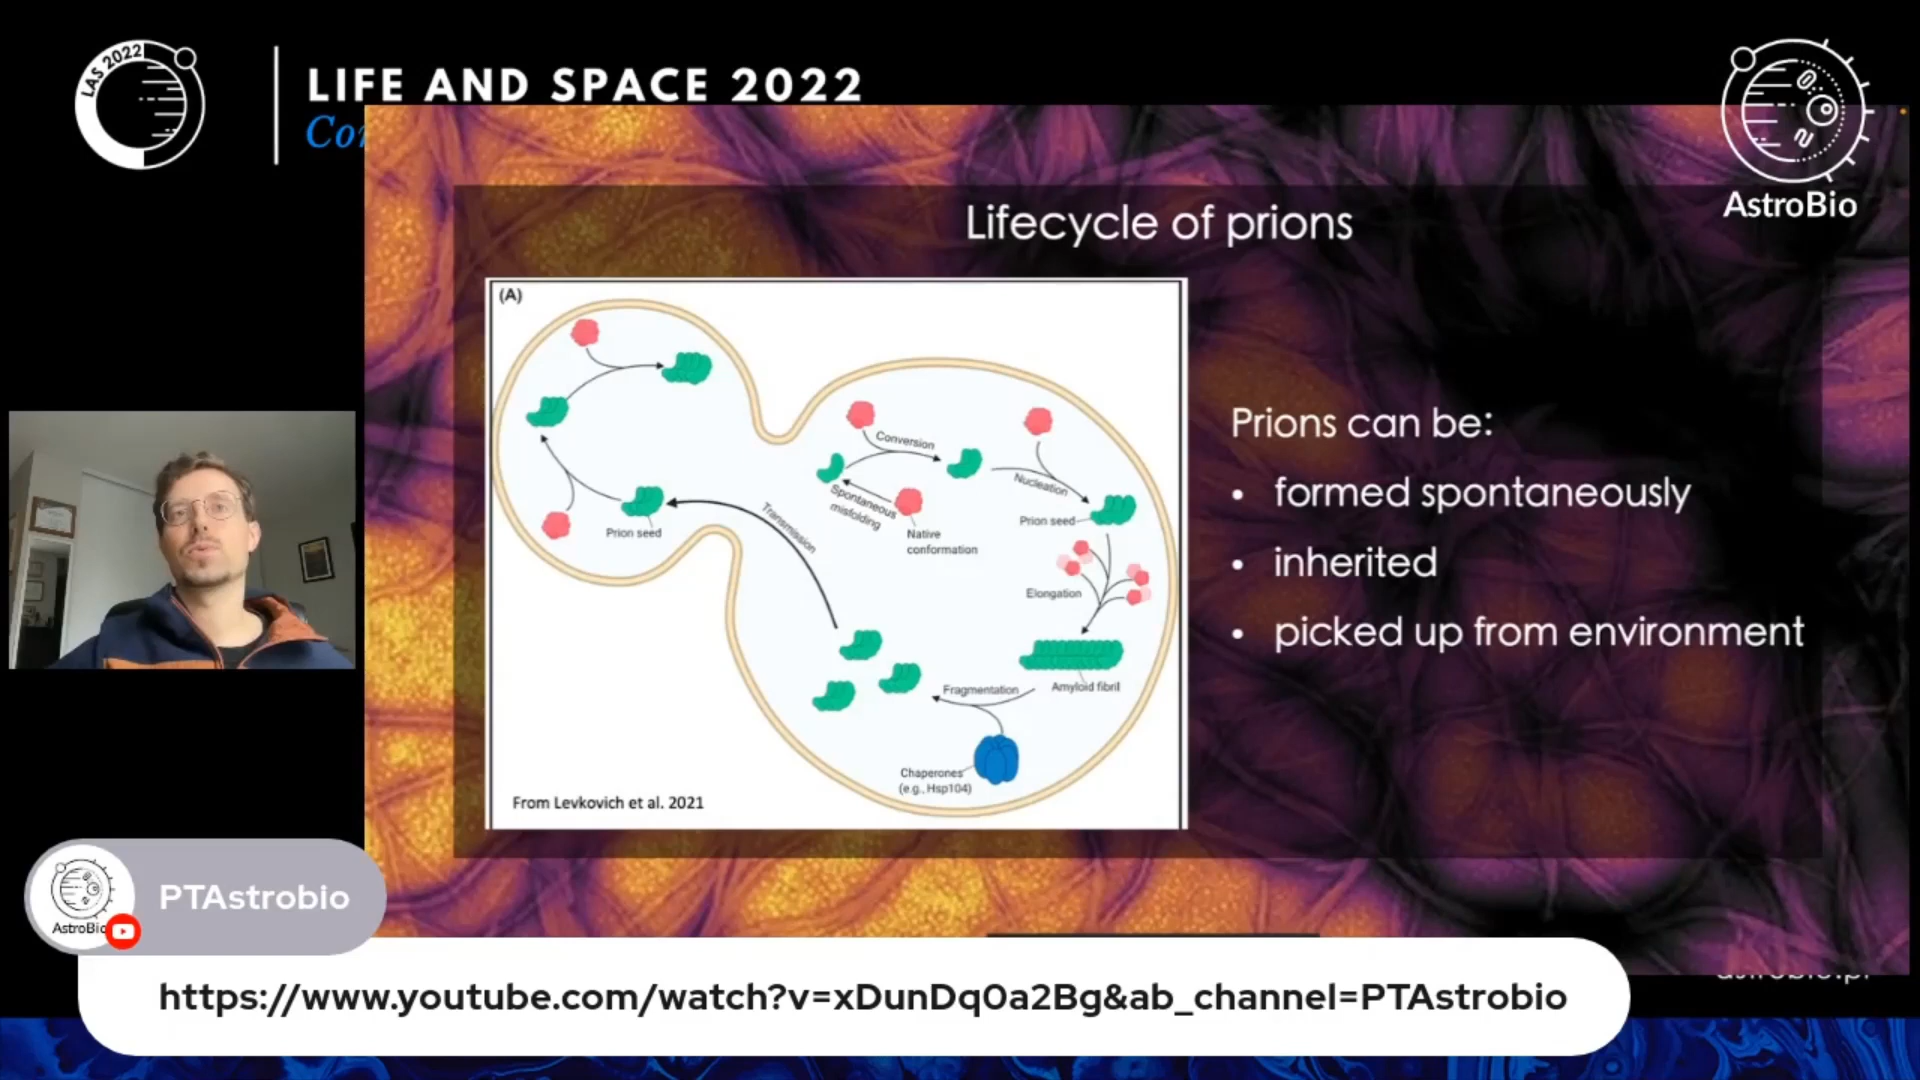 LAS 2022
LIFE AND SPACE 2022
AstroBio
Lifecycle of prions
(A)
Conversion
Nucleation
Spontaneous
misfolding
Native
conformation
Prion seed
Prion seed
Transmission
Elongation
Amyloid fibril
Fragmentation
Chaperones
(e.g., Hsp104)
From Levkovich et al. 2021
Prions can be:
• formed spontaneously
• inherited
• picked up from environment
AstroBio
PTAstrobio
https://www.youtube.com/watch?v=xDunDq0a2Bg&ab_channel=PTAstrobio